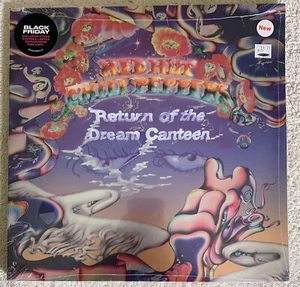 BLACK
FRIDAY
New
RED HOT
CHILI PEPPERS
Return of the
Dream Canteen